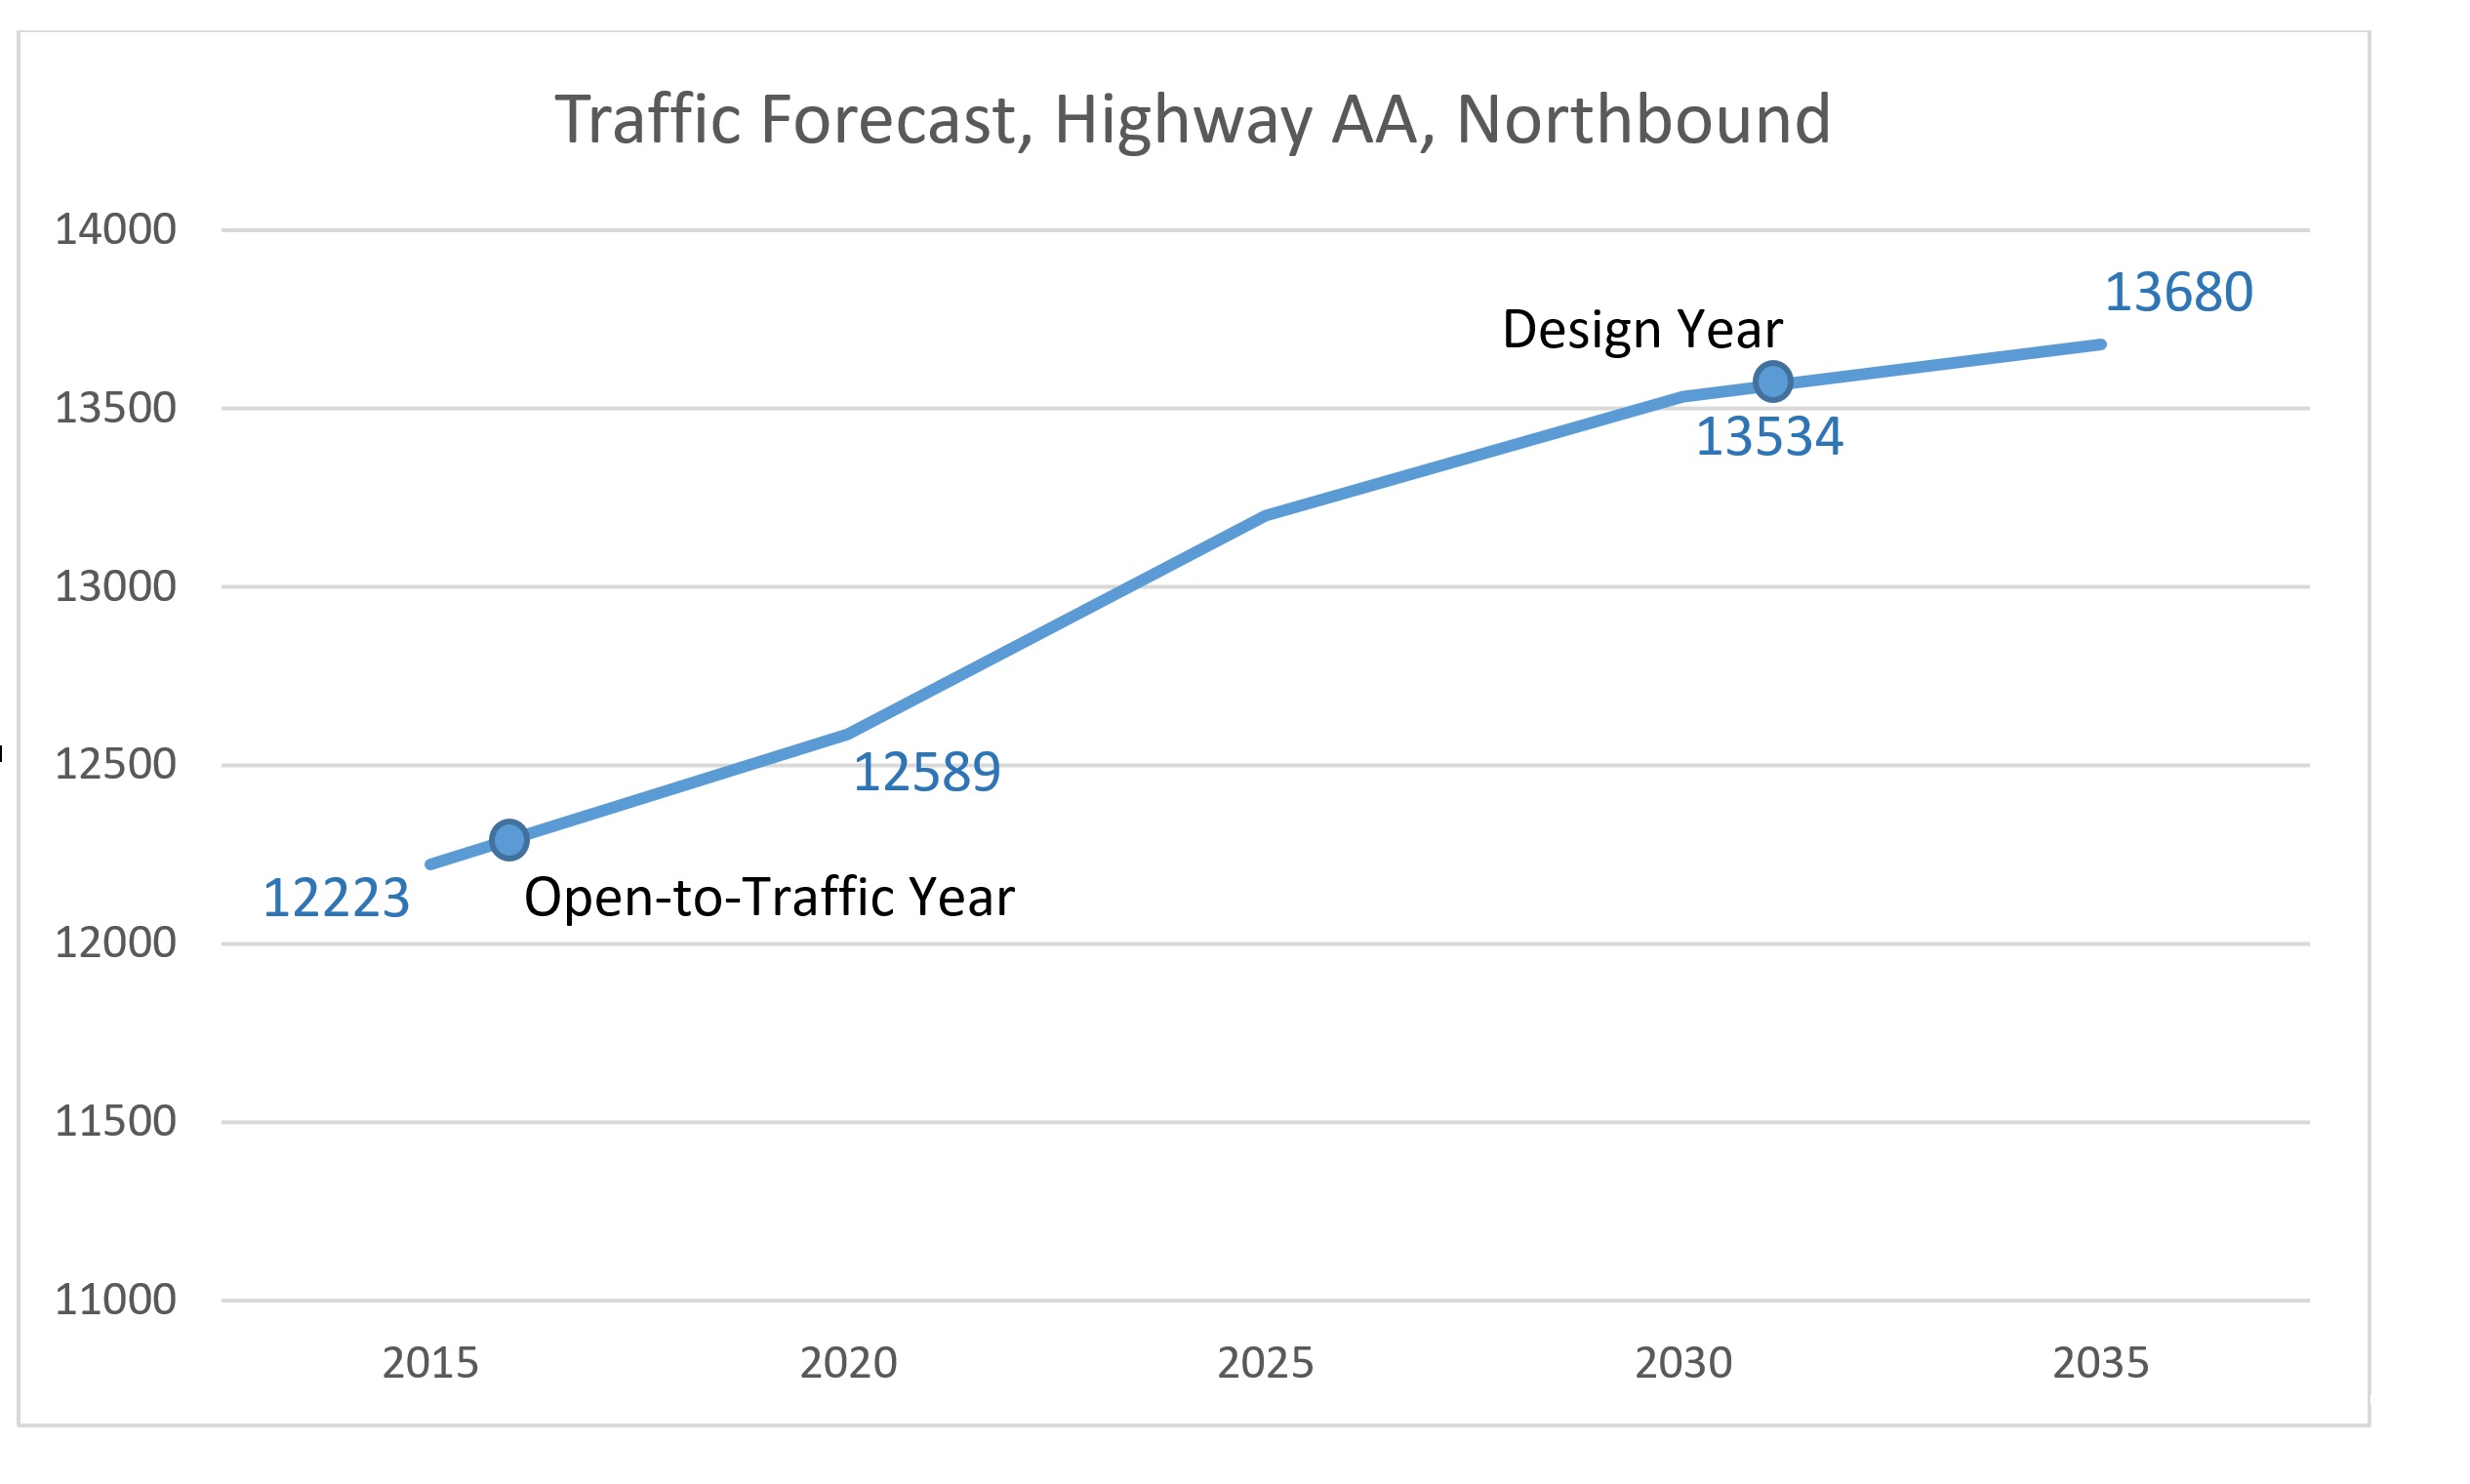 Traffic Forecast, Highway AA, Northbound
14000
13680
Design Year
13500
13534
13000
12500
12589
12223
Open-to-Traffic Year
12000
11500
11000
2015 2020 2025 2030 2035